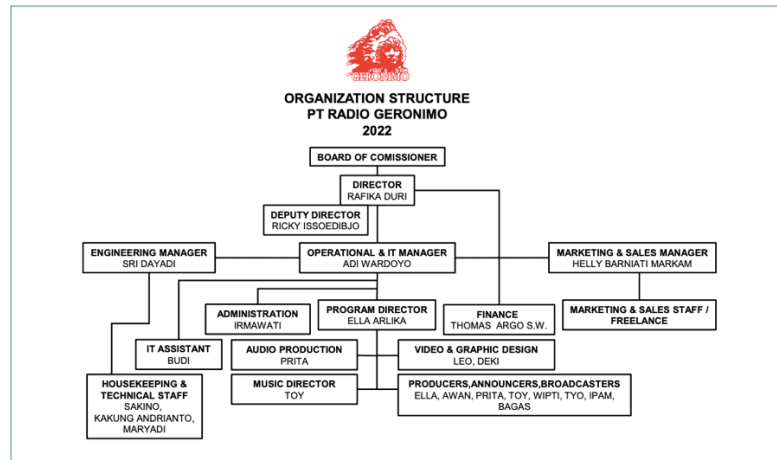 GERONIMO
ORGANIZATION STRUCTURE
PT RADIO GERONIMO
2022
BOARD OF COMISSIONER
DIRECTOR
RAFIKA DURI
DEPUTY DIRECTOR
RICKY ISSOEDIBJO
ENGINEERING MANAGER
SRI DAYADI
OPERATIONAL & IT MANAGER
ADI WARDOYO
MARKETING & SALES MANAGER
HELLY BARNIATI MARKAM
ADMINISTRATION
IRMAWATI
PROGRAM DIRECTOR
ELLA ARLIKA
FINANCE
THOMAS ARGO S.W.
MARKETING & SALES STAFF /
FREELANCE
IT ASSISTANT
BUDI
AUDIO PRODUCTION
PRITA
VIDEO & GRAPHIC DESIGN
LEO, DEKI
HOUSEKEEPING &
TECHNICAL STAFF
SAKINO,
KAKUNG ANDRIANTO,
MARYADI
MUSIC DIRECTOR
TOY
PRODUCERS,ANNOUNCERS,BROADCASTERS
ELLA, AWAN, PRITA, TOY, WIPTI, TYO, IPAM,
BAGAS